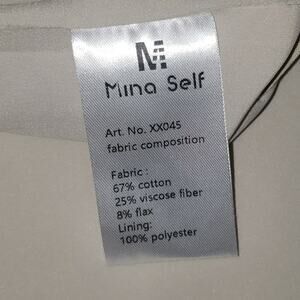 M
Mina Self
Art. No. XX045
fabric composition
Fabric :
67% cotton
25% viscose fiber
8% flax
Lining:
100% polyester